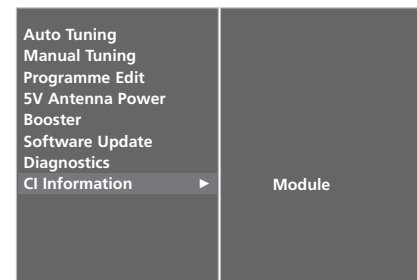 Auto Tuning
Manual Tuning
Programme Edit
5V Antenna Power
Booster
Software Update
Diagnostics
CI Information ►
Module